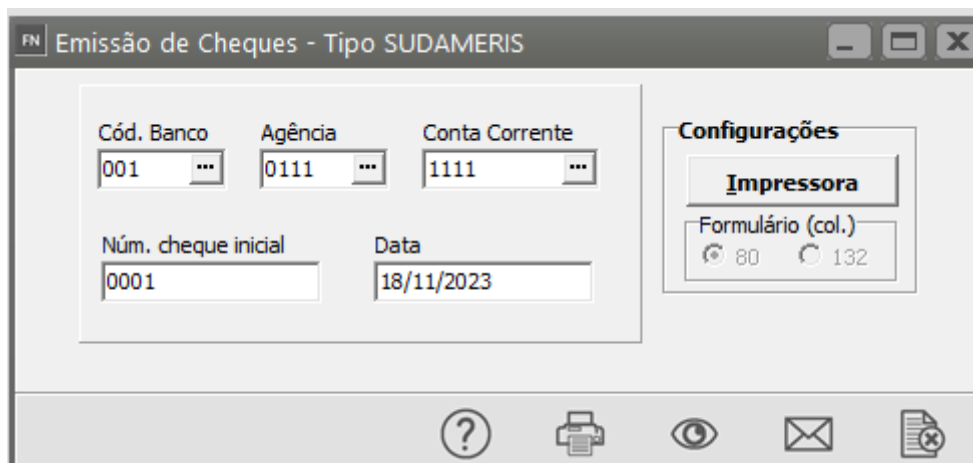 FN Emissão de Cheques - Tipo SUDAMERIS
Cód. Banco Agência Conta Corrente
001 ... 0111 ... 1111 ...
Núm. cheque inicial Data
0001 18/11/2023
Configurações
Impressora
Formulário (col.)
80 132